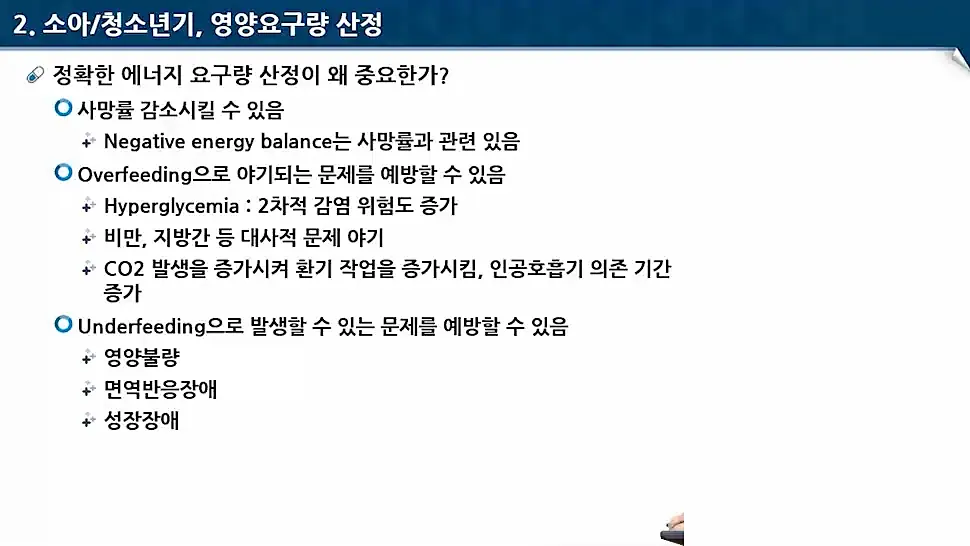 2. 소아/청소년기, 영양요구량 산정
정확한 에너지 요구량 산정이 왜 중요한가?
사망률 감소시킬 수 있음
Negative energy balance는 사망률과 관련 있음
Overfeeding으로 야기되는 문제를 예방할 수 있음
Hyperglycemia : 2차적 감염 위험도 증가
비만, 지방간 등 대사적 문제 야기
CO2 발생을 증가시켜 환기 작업을 증가시킴, 인공호흡기 의존 기간
증가
Underfeeding으로 발생할 수 있는 문제를 예방할 수 있음
영양불량
면역반응장애
성장장애